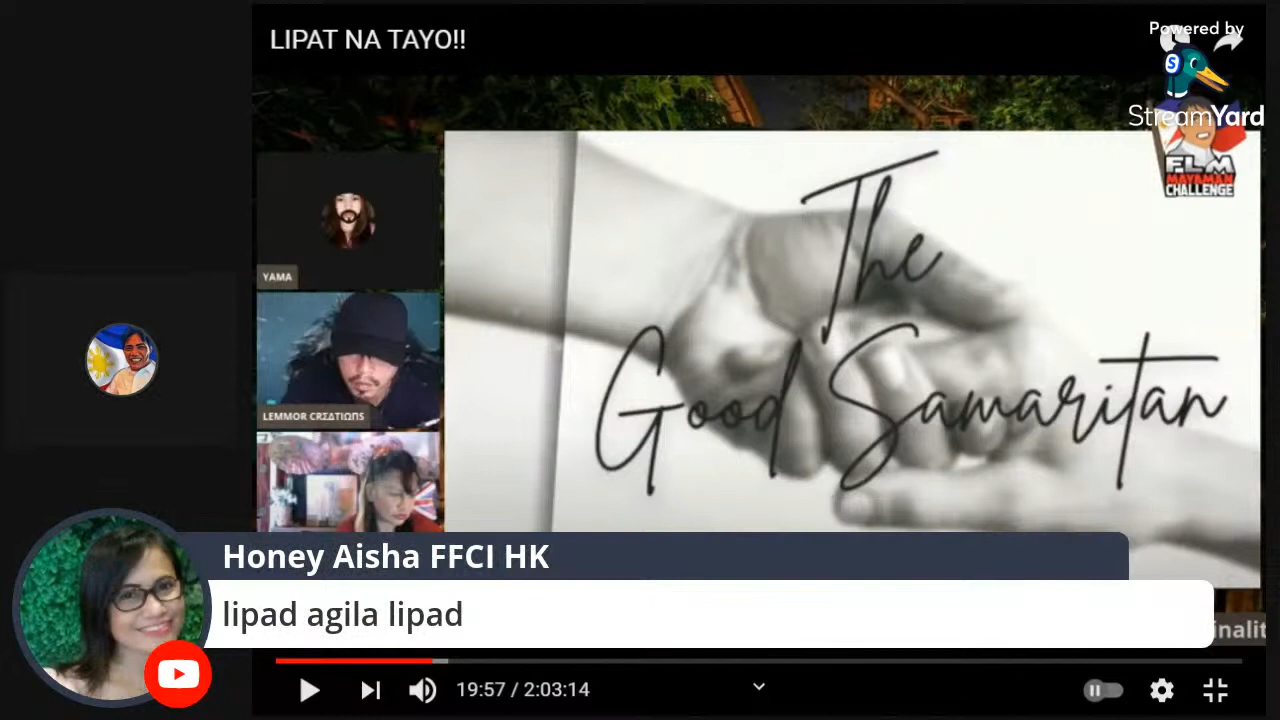 LIPAT NA TAYO!!
Powered by
S
StreamYard
FLM
MAYAMAN
CHALLENGE
YAMA
The
Good Samaritan
LEMMOR CRΣΔTIΩΠS
Honey Aisha FFCI HK
lipad agila lipad
19:57 / 2:03:14